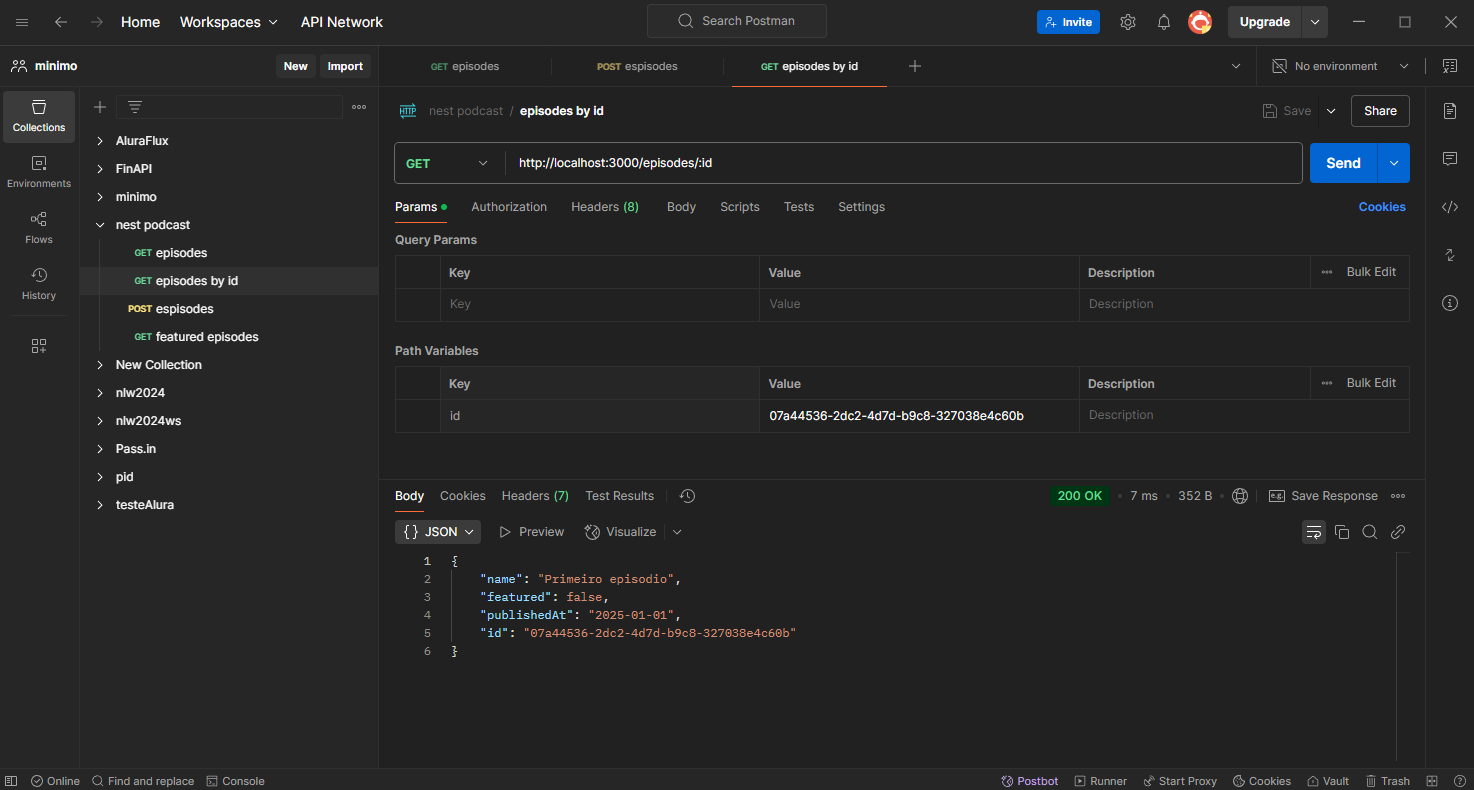 Home Workspaces API Network Search Postman Invite Upgrade
minimo New Import GET episodes POST espisodes GET episodes by id No environment
Collections
Environments
Flows
History
AluraFlux
FinAPI
minimo
nest podcast
GET episodes
GET episodes by id
POST espisodes
GET featured episodes
New Collection
nlw2024
nlw2024ws
Pass.in
pid
testeAlura
HTTP nest podcast / episodes by id Save Share
GET http://localhost:3000/episodes/:id Send
Params Authorization Headers (8) Body Scripts Tests Settings Cookies
Query Params
Key Value Description Bulk Edit
Key Value Description
Path Variables
Key Value Description Bulk Edit
id 07a44536-2dc2-4d7d-b9c8-327038e4c60b Description
Body Cookies Headers (7) Test Results 200 OK 7 ms 352 B e.g. Save Response
{} JSON Preview Visualize
1 {
2 "name": "Primeiro episodio",
3 "featured": false,
4 "publishedAt": "2025-01-01",
5 "id": "07a44536-2dc2-4d7d-b9c8-327038e4c60b"
6 }
Online Find and replace Console Postbot Runner Start Proxy Cookies Vault Trash